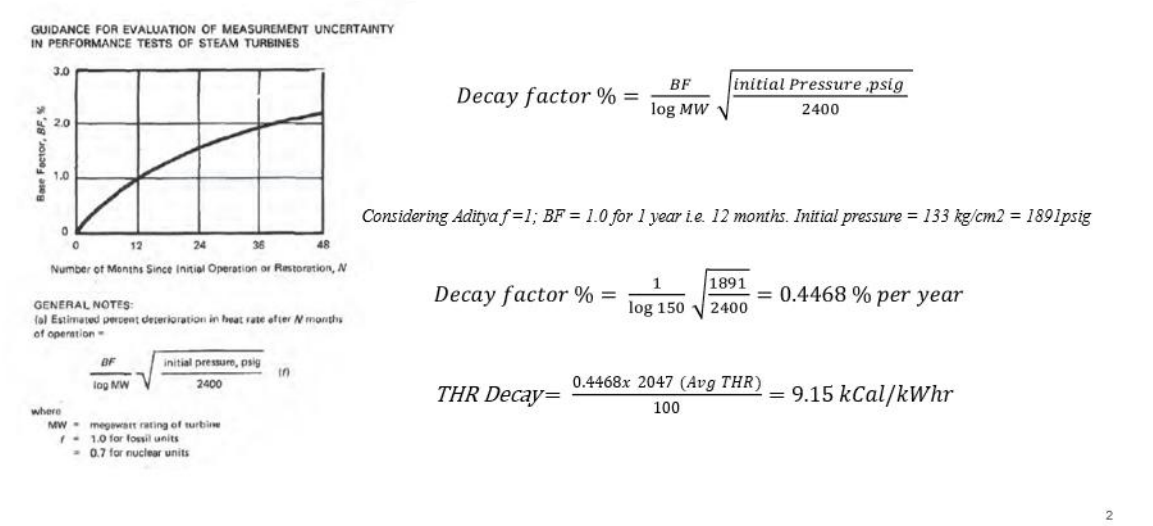 GUIDANCE FOR EVALUATION OF MEASUREMENT UNCERTAINTY
IN PERFORMANCE TESTS OF STEAM TURBINES
3.0
2.0
1.0
0
Base Factor, BF, %
0 12 24 36 48
Number of Months Since Initial Operation or Restoration, N
GENERAL NOTES:
(a) Estimated percent deterioration in heat rate after N months
of operation =
BF / log MW √(initial pressure, psig / 2400) (f)
where
MW = megawatt rating of turbine
f = 1.0 for fossil units
= 0.7 for nuclear units
Decay factor % = BF / log MW √(initial Pressure ,psig / 2400)
Considering Aditya f =1; BF = 1.0 for 1 year i.e. 12 months. Initial pressure = 133 kg/cm2 = 1891psig
Decay factor % = 1 / log 150 √(1891 / 2400) = 0.4468 % per year
THR Decay= 0.4468x 2047 (Avg THR) / 100 = 9.15 kCal/kWhr
2